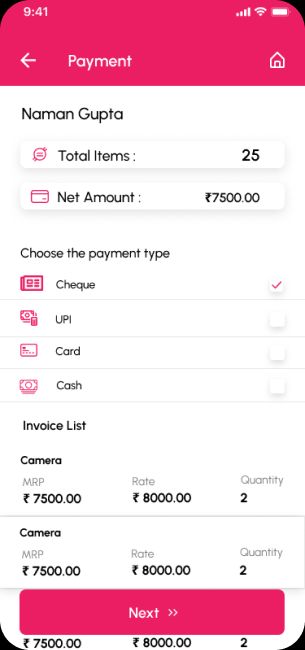 9:41
Payment
Naman Gupta
Total Items : 25
Net Amount : ₹7500.00
Choose the payment type
Cheque
UPI
Card
Cash
Invoice List
Camera
MRP Rate Quantity
₹ 7500.00 ₹ 8000.00 2
Camera
MRP Rate Quantity
₹ 7500.00 ₹ 8000.00 2
Next >>
₹ 7500.00 ₹ 8000.00 2